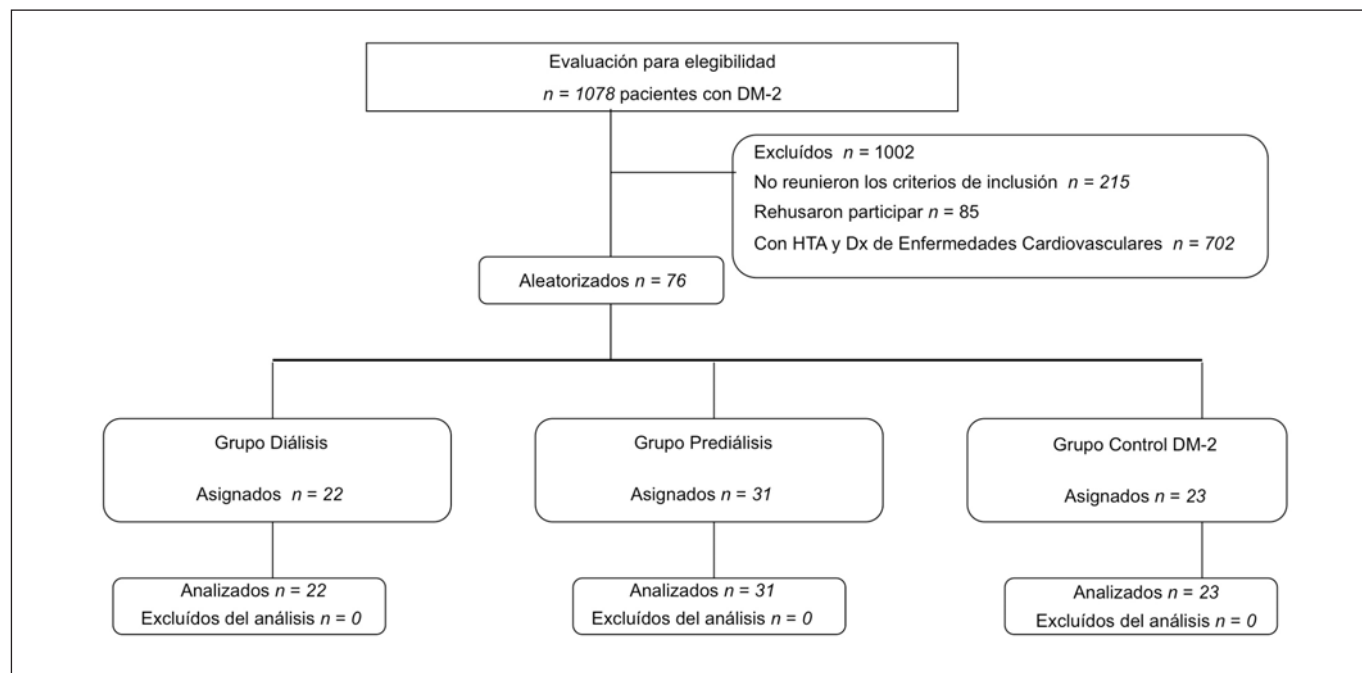 Evaluación para elegibilidad
n = 1078 pacientes con DM-2
Excluídos n = 1002
No reunieron los criterios de inclusión n = 215
Rehusaron participar n = 85
Con HTA y Dx de Enfermedades Cardiovasculares n = 702
Aleatorizados n = 76
Grupo Diálisis
Asignados n = 22
Grupo Prediálisis
Asignados n = 31
Grupo Control DM-2
Asignados n = 23
Analizados n = 22
Excluídos del análisis n = 0
Analizados n = 31
Excluídos del análisis n = 0
Analizados n = 23
Excluídos del análisis n = 0